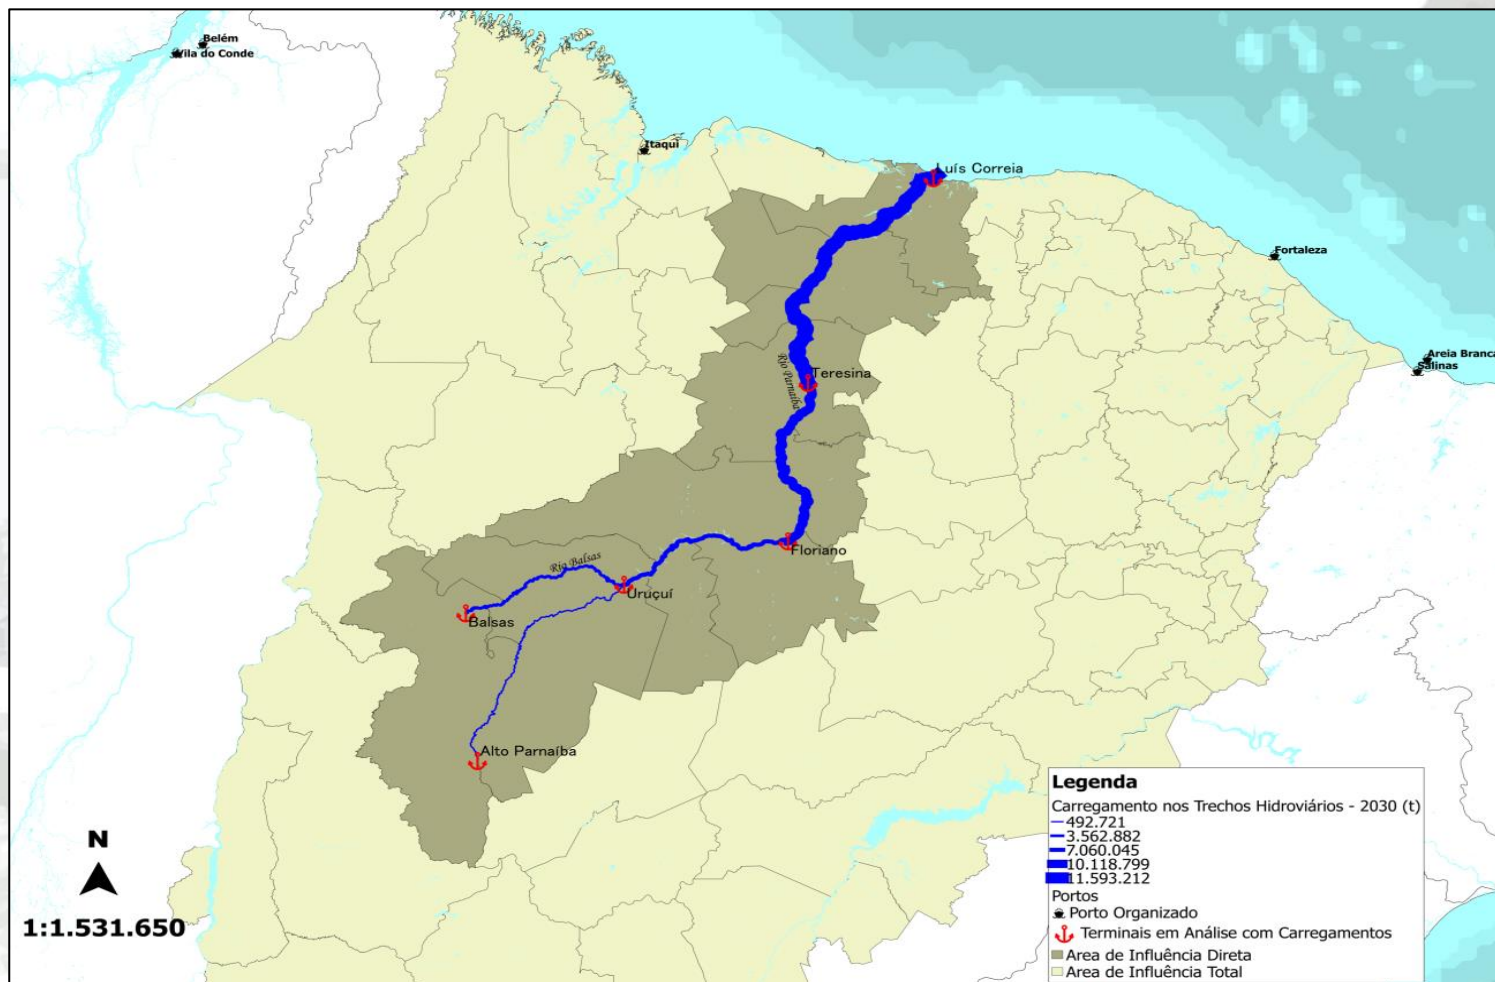 Belém
Vila do Conde
Itaqui
Luís Correia
Fortaleza
Areia Branca
Salinas
Rio Parnaíba
Teresina
Floriano
Rio Balsas
Uruçuí
Balsas
Alto Parnaíba
N
1:1.531.650
Legenda
Carregamento nos Trechos Hidroviários - 2030 (t)
492.721
3.562.882
7.060.045
10.118.799
11.593.212
Portos
Porto Organizado
Terminais em Análise com Carregamentos
Area de Influência Direta
Area de Influência Total